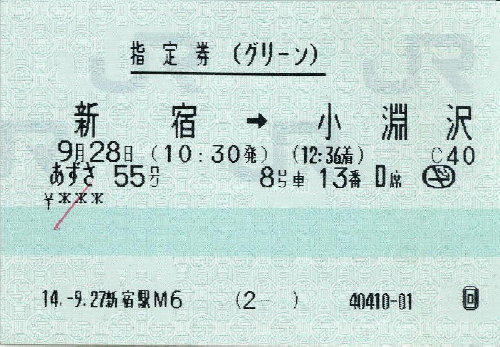 指定券（グリーン）
新宿 → 小淵沢
9月28日（10:30発）（12:36着） C40
あずさ 55号 8号車 13番D席
¥****
14.-9.27新宿駅M6 （2- ） 40410-01 回